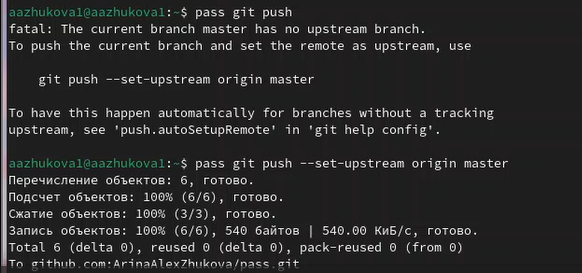 aazhukova1@aazhukova1:~$ pass git push
fatal: The current branch master has no upstream branch.
To push the current branch and set the remote as upstream, use

    git push --set-upstream origin master

To have this happen automatically for branches without a tracking
upstream, see 'push.autoSetupRemote' in 'git help config'.

aazhukova1@aazhukova1:~$ pass git push --set-upstream origin master
Перечисление объектов: 6, готово.
Подсчет объектов: 100% (6/6), готово.
Сжатие объектов: 100% (3/3), готово.
Запись объектов: 100% (6/6), 540 байтов | 540.00 КиБ/с, готово.
Total 6 (delta 0), reused 0 (delta 0), pack-reused 0 (from 0)
To github.com:ArinaAlexZhukova/pass.git